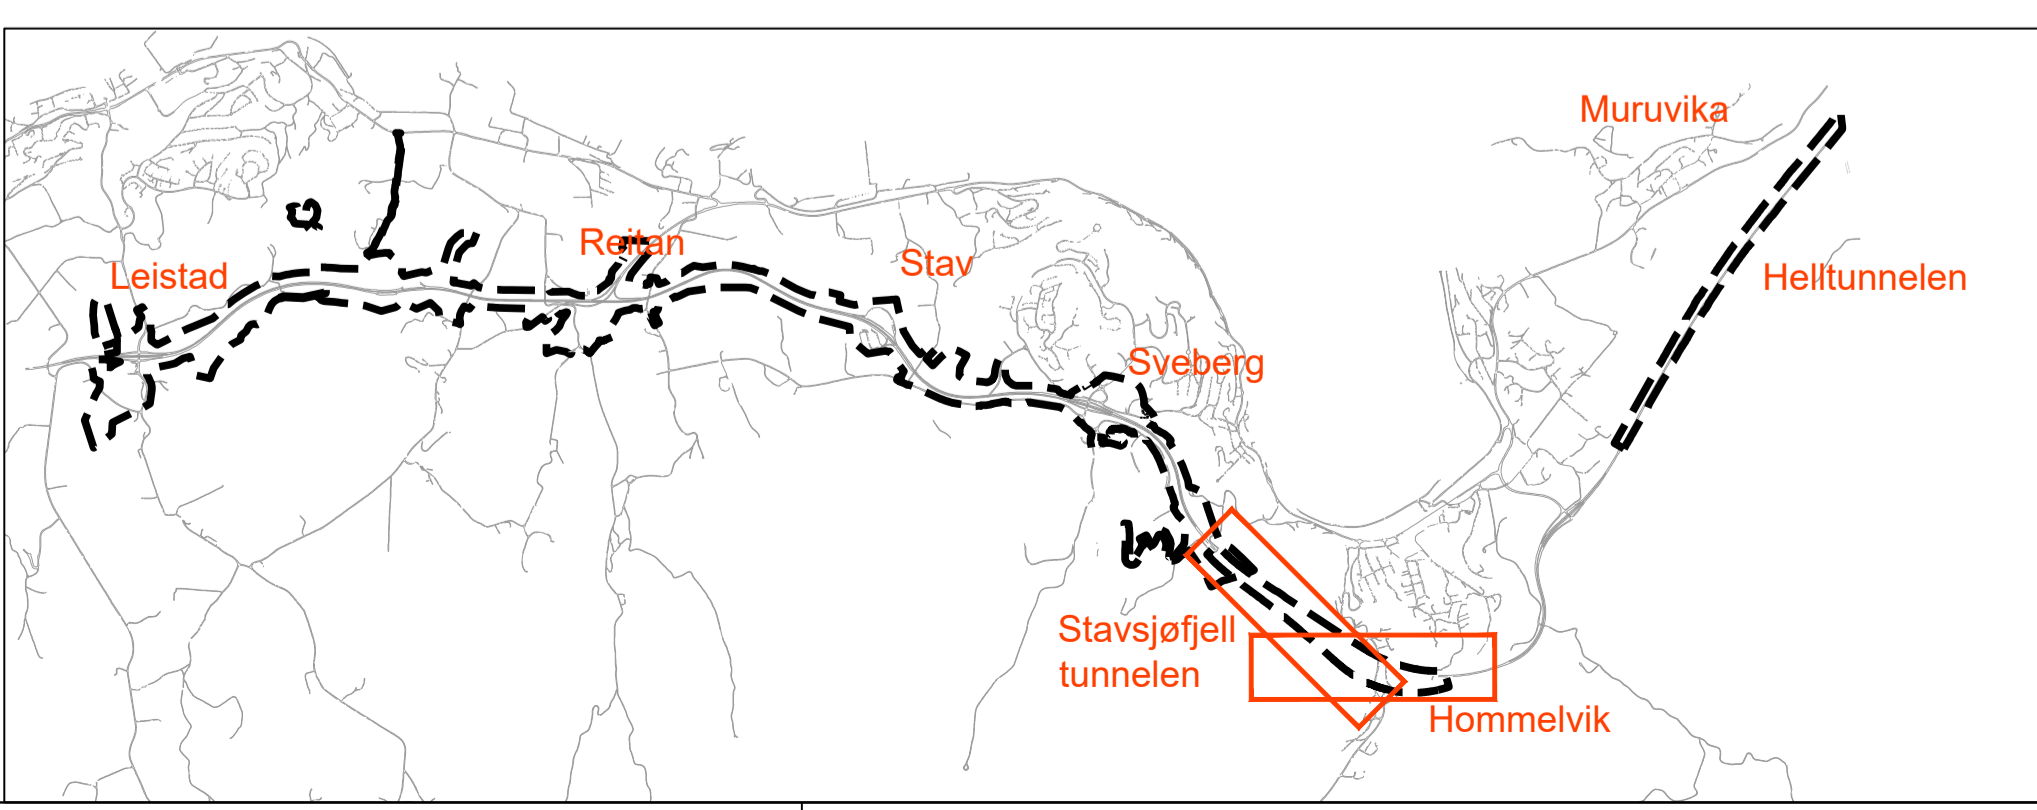 Muruvika
Reitan
Leistad
Stav
Helltunnelen
Sveberg
Stavsjøfjell
tunnelen
Hommelvik